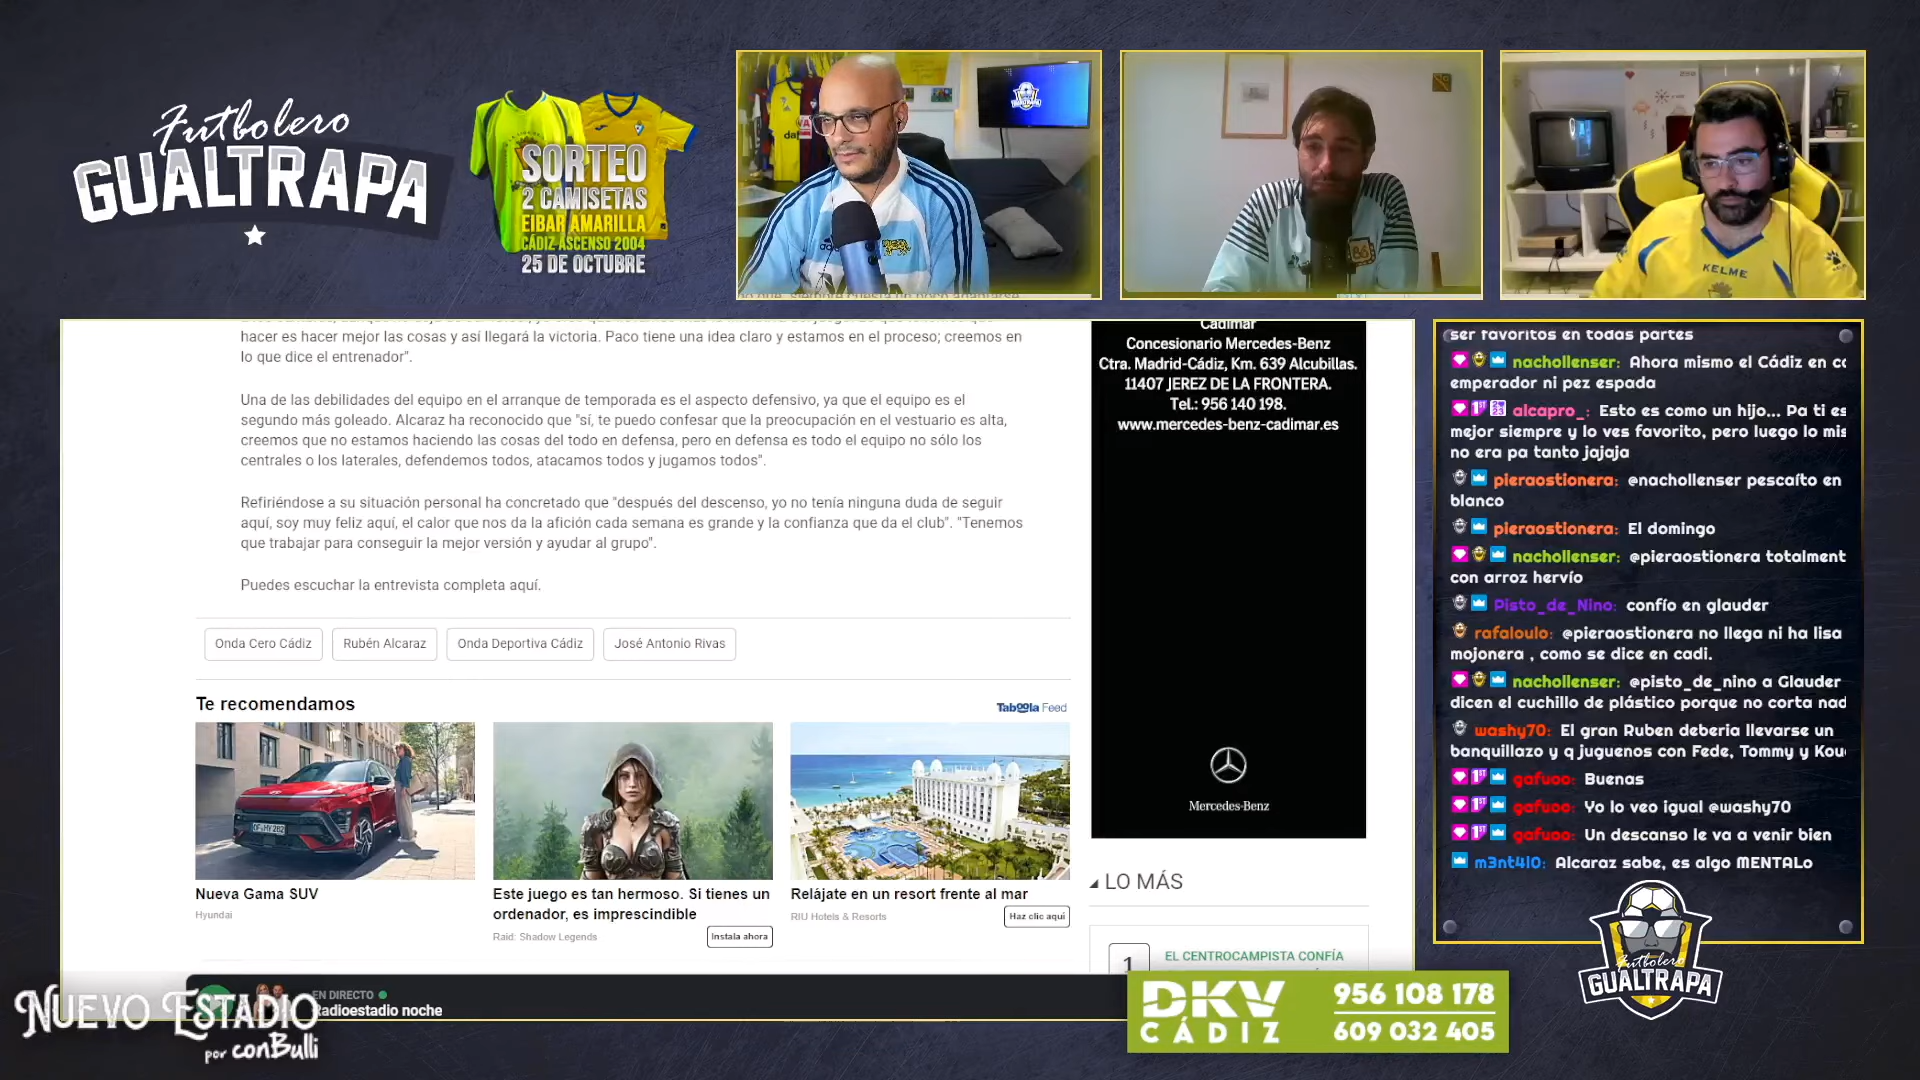 Futbolero
GUALTRAPA
SORTEO
2 CAMISETAS
EIBAR AMARILLA
CÁDIZ ASCENSO 2004
25 DE OCTUBRE
KELME
hacer es hacer mejor las cosas y así llegará la victoria. Paco tiene una idea claro y estamos en el proceso; creemos en
lo que dice el entrenador".
Una de las debilidades del equipo en el arranque de temporada es el aspecto defensivo, ya que el equipo es el
segundo más goleado. Alcaraz ha reconocido que "sí, te puedo confesar que la preocupación en el vestuario es alta,
creemos que no estamos haciendo las cosas del todo en defensa, pero en defensa es todo el equipo no sólo los
centrales o los laterales, defendemos todos, atacamos todos y jugamos todos".
Refiriéndose a su situación personal ha concretado que "después del descenso, yo no tenía ninguna duda de seguir
aquí, soy muy feliz aquí, el calor que nos da la afición cada semana es grande y la confianza que da el club". "Tenemos
que trabajar para conseguir la mejor versión y ayudar al grupo".
Puedes escuchar la entrevista completa aquí.
Onda Cero Cádiz
Rubén Alcaraz
Onda Deportiva Cádiz
José Antonio Rivas
Te recomendamos
Taboola Feed
Nueva Gama SUV
Hyundai
Este juego es tan hermoso. Si tienes un
ordenador, es imprescindible
Raid: Shadow Legends
Instala ahora
Relájate en un resort frente al mar
RIU Hotels & Resorts
Haz clic aquí
EN DIRECTO
Radioestadio noche
Cadimar
Concesionario Mercedes-Benz
Ctra. Madrid-Cádiz, Km. 639 Alcubillas.
11407 JEREZ DE LA FRONTERA.
Tel.: 956 140 198.
www.mercedes-benz-cadimar.es
Mercedes-Benz
LO MÁS
1
EL CENTROCAMPISTA CONFÍA
ser favoritos en todas partes
nachollenser: Ahora mismo el Cádiz en
emperador ni pez espada
alcapro_: Esto es como un hijo... Pa ti es
mejor siempre y lo ves favorito, pero luego lo
no era pa tanto jajaja
pieraostionera: @nachollenser pescaíto en
blanco
pieraostionera: El domingo
nachollenser: @pieraostionera totalment
con arroz hervío
Pisto_de_Nino: confío en glauder
rafaloulo: @pieraostionera no llega ni ha lisa
mojonera , como se dice en cadi.
nachollenser: @pisto_de_nino a Glauder
dicen el cuchillo de plástico porque no corta nad
washy70: El gran Ruben deberia llevarse un
banquillazo y q juguenos con Fede, Tommy y Kou
gafuoo: Buenas
gafuoo: Yo lo veo igual @washy70
gafuoo: Un descanso le va a venir bien
m3nt4l0: Alcaraz sabe, es algo MENTALo
Futbolero
GUALTRAPA
NUEVO ESTADIO
por conBulli
DKV
CÁDIZ
956 108 178
609 032 405